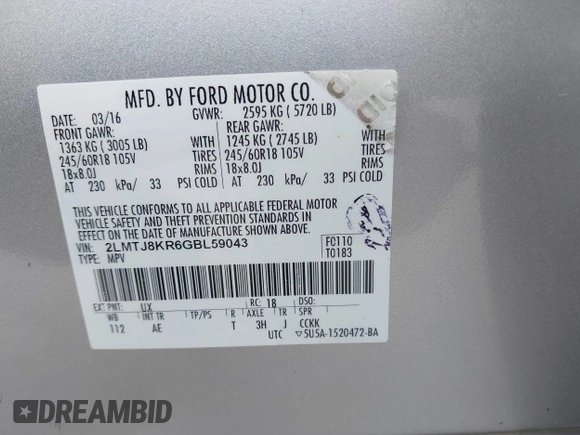 MFD. BY FORD MOTOR CO.
DATE: 03/16 GVWR: 2595 KG ( 5720 LB)
FRONT GAWR: REAR GAWR:
1363 KG ( 3005 LB) WITH 1245 KG ( 2745 LB) WITH
245/60R18 105V TIRES 245/60R18 105V TIRES
18x8.0J RIMS 18x8.0J RIMS
AT 230 kPa/ 33 PSI COLD AT 230 kPa/ 33 PSI COLD
THIS VEHICLE CONFORMS TO ALL APPLICABLE FEDERAL MOTOR
VEHICLE SAFETY AND THEFT PREVENTION STANDARDS IN
EFFECT ON THE DATE OF MANUFACTURE SHOWN ABOVE.
VIN: 2LMTJ8KR6GBL59043 F0110
TYPE: MPV T0183
EXT PNT: UX RC: 18 DSO:
WB INT TR TP/PS R AXLE TR SPR
112 AE T 3H J CCKK
UTC ▽5U5A-1520472-BA
DREAMBID